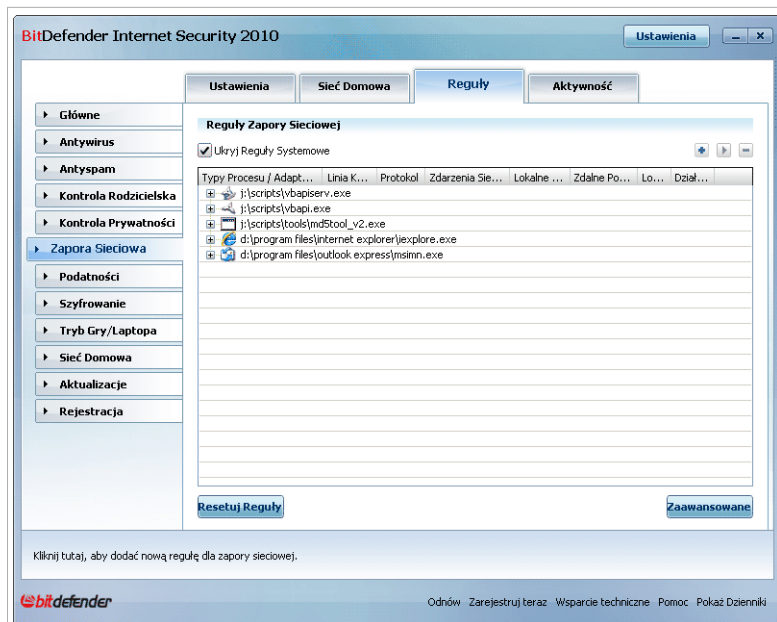 BitDefender Internet Security 2010
Ustawienia
Ustawienia
Sieć Domowa
Reguły
Aktywność
Główne
Antywirus
Antyspam
Kontrola Rodzicielska
Kontrola Prywatności
Zapora Sieciowa
Podatności
Szyfrowanie
Tryb Gry/Laptopa
Sieć Domowa
Aktualizacje
Rejestracja
Reguły Zapory Sieciowej
Ukryj Reguły Systemowe
Typy Procesu / Adapt... Linia K... Protokol Zdarzenia Sie... Lokalne ... Zdalne Po... Lo... Dział...
j:\scripts\vbapiserv.exe
j:\scripts\vbapi.exe
j:\scripts\tools\md5tool_v2.exe
d:\program files\internet explorer\iexplore.exe
d:\program files\outlook express\msimn.exe
Resetuj Reguły
Zaawansowane
Kliknij tutaj, aby dodać nową regułę dla zapory sieciowej.
bitdefender
Odnów Zarejestruj teraz Wsparcie techniczne Pomoc Pokaż Dzienniki